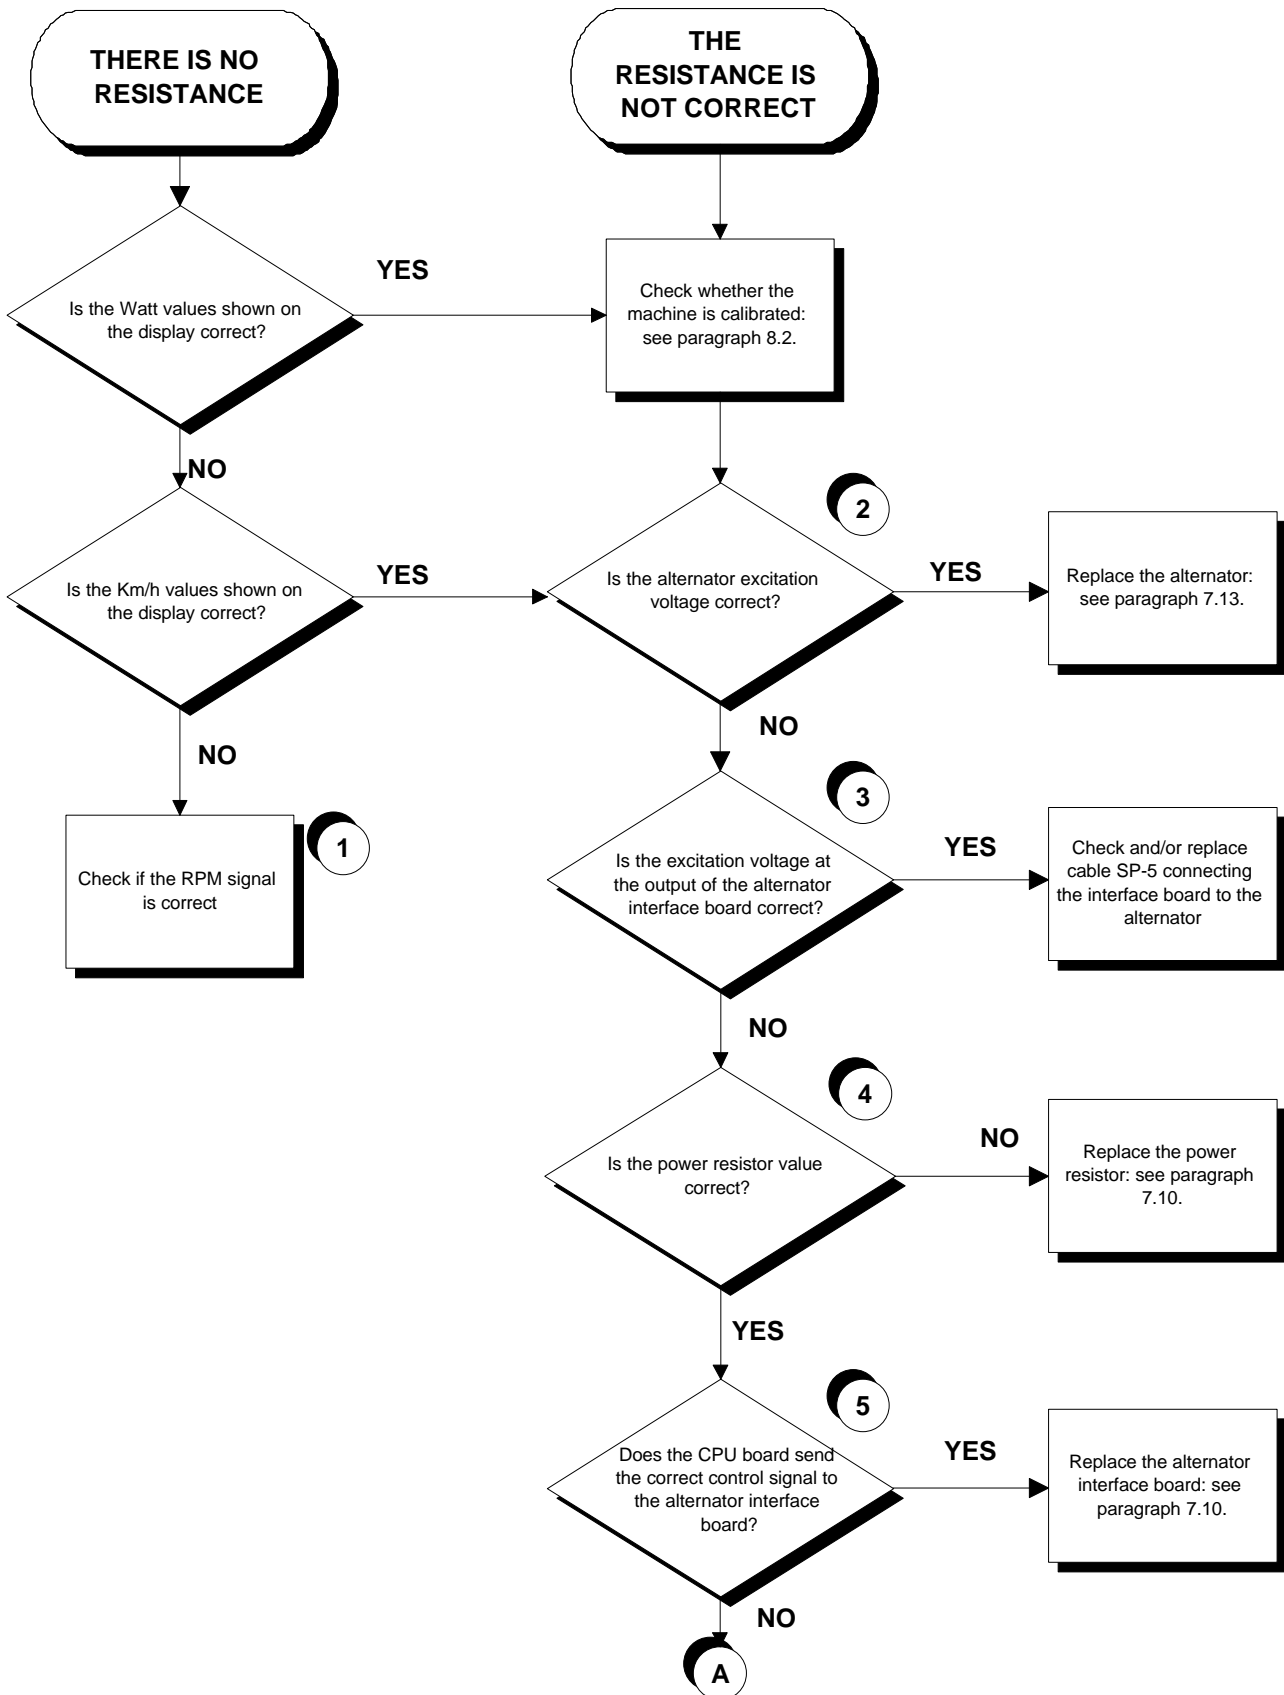 THERE IS NO
RESISTANCE
THE
RESISTANCE IS
NOT CORRECT
Is the Watt values shown on
the display correct?
YES
Check whether the
machine is calibrated:
see paragraph 8.2.
NO
Is the Km/h values shown on
the display correct?
YES
Is the alternator excitation
voltage correct?
2
YES
Replace the alternator:
see paragraph 7.13.
NO
NO
Check if the RPM signal
is correct
1
Is the excitation voltage at
the output of the alternator
interface board correct?
3
YES
Check and/or replace
cable SP-5 connecting
the interface board to the
alternator
NO
Is the power resistor value
correct?
4
NO
Replace the power
resistor: see paragraph
7.10.
YES
Does the CPU board send
the correct control signal to
the alternator interface
board?
5
YES
Replace the alternator
interface board: see
paragraph 7.10.
NO
A